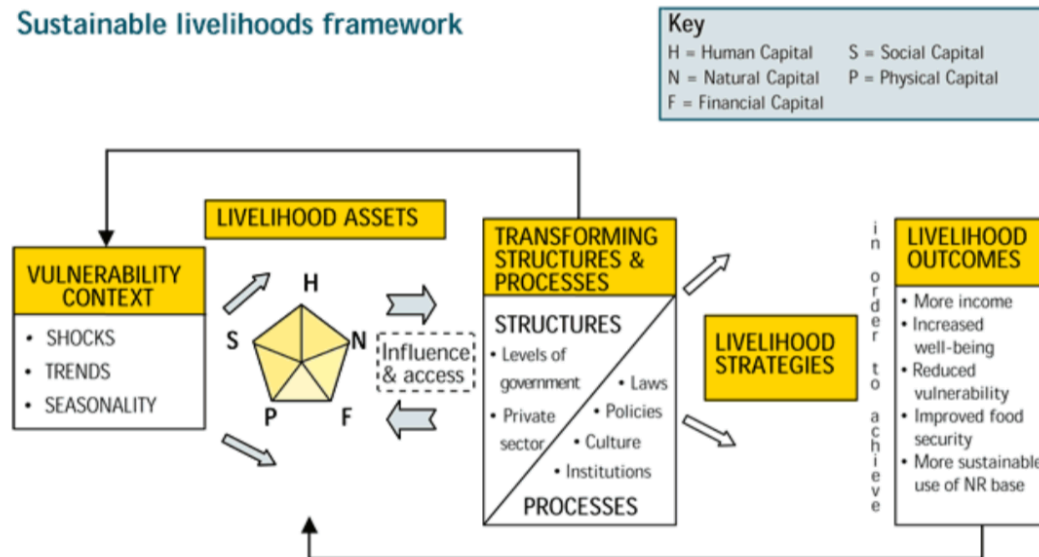 Sustainable livelihoods framework
Key
H = Human Capital
S = Social Capital
N = Natural Capital
P = Physical Capital
F = Financial Capital
LIVELIHOOD ASSETS
VULNERABILITY
CONTEXT
• SHOCKS
• TRENDS
• SEASONALITY
H
S
N
P
F
Influence
& access
TRANSFORMING
STRUCTURES &
PROCESSES
STRUCTURES
• Levels of
government
• Private
sector
• Laws
• Policies
• Culture
• Institutions
PROCESSES
LIVELIHOOD
STRATEGIES
in order to achieve
LIVELIHOOD
OUTCOMES
• More income
• Increased
well-being
• Reduced
vulnerability
• Improved food
security
• More sustainable
use of NR base